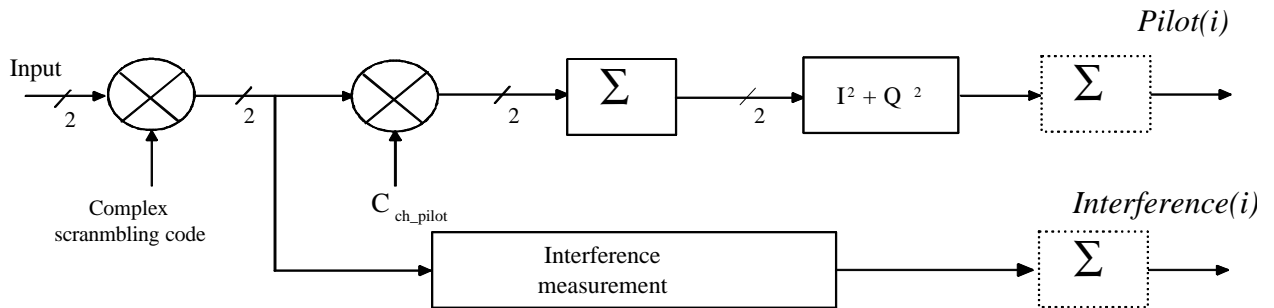 Pilot(i)
Input
2
2
2
Σ
2
I² + Q ²
Σ
Complex
scranmbling code
C ch_pilot
Interference
measurement
Interference(i)
Σ